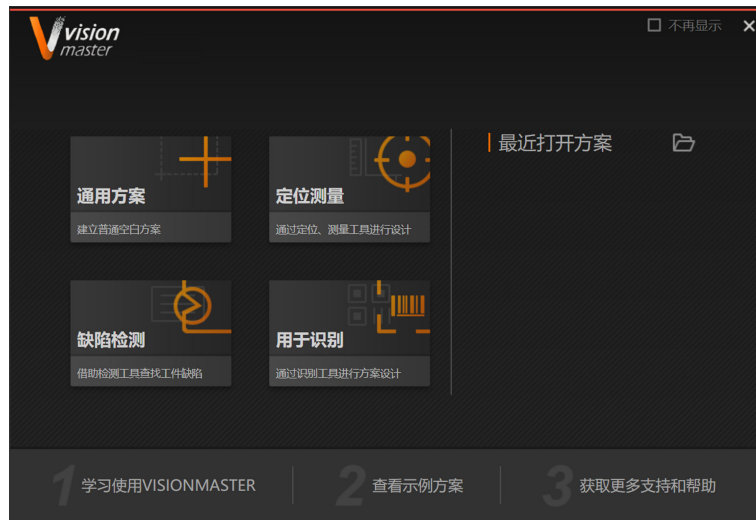 vision
master
不再显示
通用方案
建立普通空白方案
定位测量
通过定位、测量工具进行设计
最近打开方案
缺陷检测
借助检测工具查找工件缺陷
用于识别
通过识别工具进行方案设计
1 学习使用VISIONMASTER
2 查看示例方案
3 获取更多支持和帮助